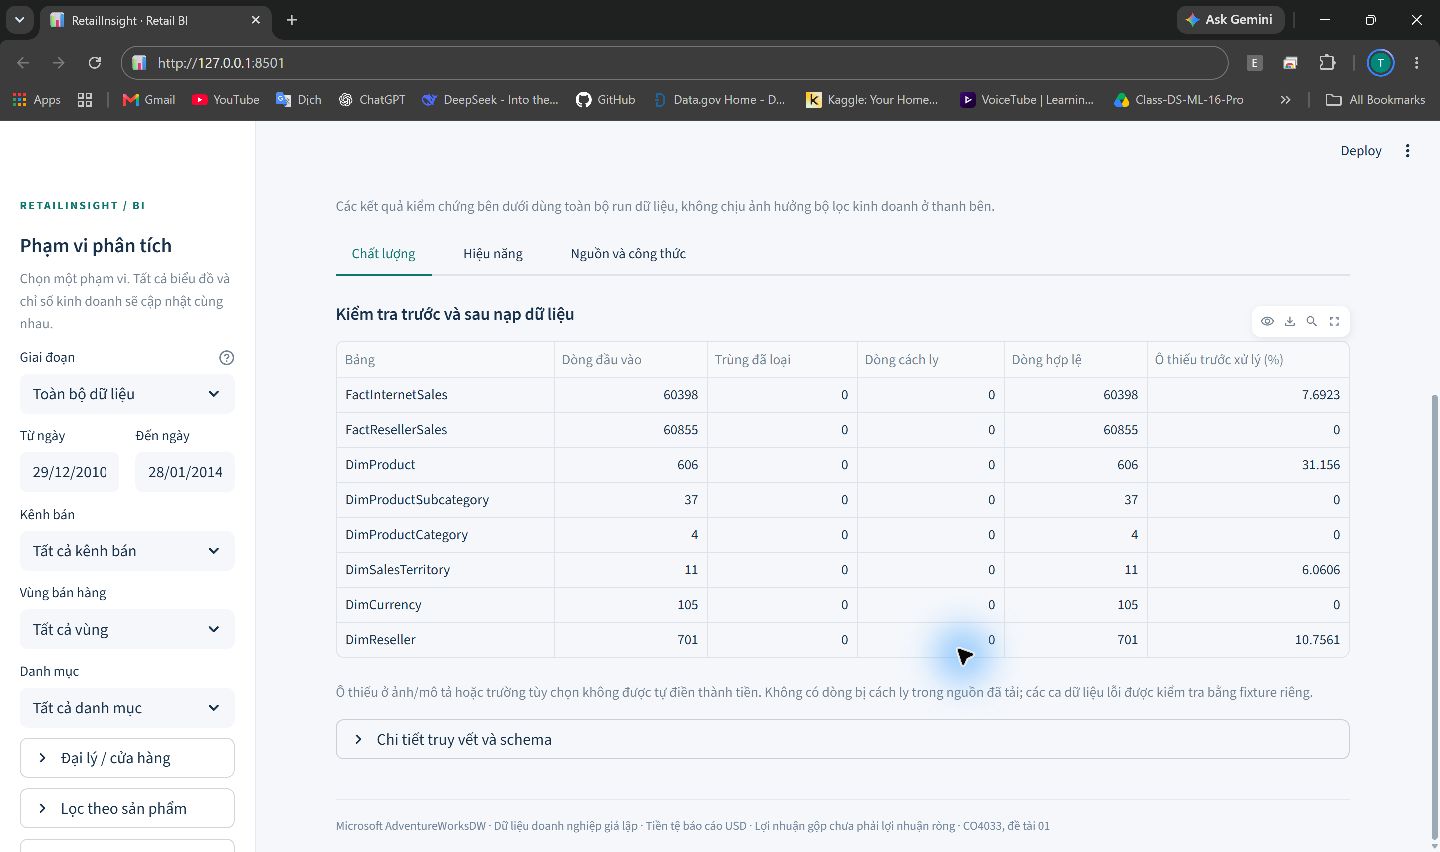 RetailInsight · Retail BI
Ask Gemini
http://127.0.0.1:8501
E
T
Apps
Gmail
YouTube
Dịch
ChatGPT
DeepSeek - Into the...
GitHub
Data.gov Home - D...
Kaggle: Your Home...
VoiceTube | Learnin...
Class-DS-ML-16-Pro
All Bookmarks
Deploy
RETAILINSIGHT / BI
Phạm vi phân tích
Chọn một phạm vi. Tất cả biểu đồ và
chỉ số kinh doanh sẽ cập nhật cùng
nhau.
Giai đoạn
Toàn bộ dữ liệu
Từ ngày Đến ngày
29/12/2010 28/01/2014
Kênh bán
Tất cả kênh bán
Vùng bán hàng
Tất cả vùng
Danh mục
Tất cả danh mục
Đại lý / cửa hàng
Lọc theo sản phẩm
Các kết quả kiểm chứng bên dưới dùng toàn bộ run dữ liệu, không chịu ảnh hưởng bộ lọc kinh doanh ở thanh bên.
Chất lượng Hiệu năng Nguồn và công thức
Kiểm tra trước và sau nạp dữ liệu
Bảng Dòng đầu vào Trùng đã loại Dòng cách ly Dòng hợp lệ Ô thiếu trước xử lý (%)
FactInternetSales 60398 0 0 60398 7.6923
FactResellerSales 60855 0 0 60855 0
DimProduct 606 0 0 606 31.156
DimProductSubcategory 37 0 0 37 0
DimProductCategory 4 0 0 4 0
DimSalesTerritory 11 0 0 11 6.0606
DimCurrency 105 0 0 105 0
DimReseller 701 0 0 701 10.7561
Ô thiếu ở ảnh/mô tả hoặc trường tùy chọn không được tự điền thành tiền. Không có dòng bị cách ly trong nguồn đã tải; các ca dữ liệu lỗi được kiểm tra bằng fixture riêng.
Chi tiết truy vết và schema
Microsoft AdventureWorksDW · Dữ liệu doanh nghiệp giả lập · Tiền tệ báo cáo USD · Lợi nhuận gộp chưa phải lợi nhuận ròng · CO4033, đề tài 01